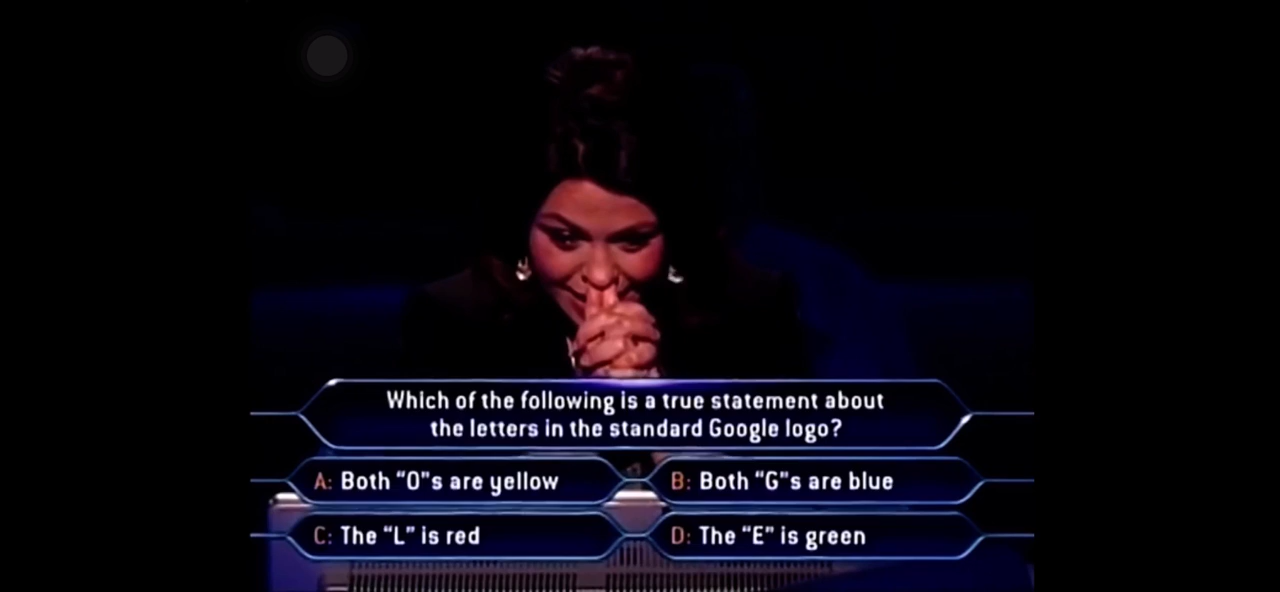 Which of the following is a true statement about
the letters in the standard Google logo?
A: Both “O”s are yellow
B: Both “G”s are blue
C: The “L” is red
D: The “E” is green